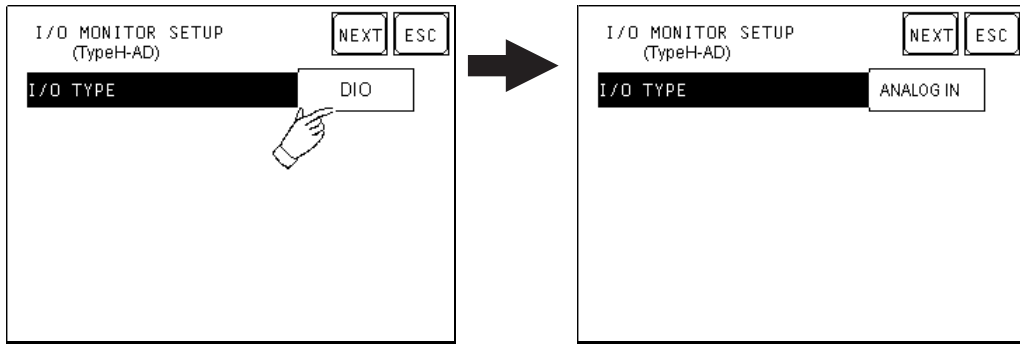 I/O MONITOR SETUP
(TypeH-AD)
NEXT
ESC
I/O TYPE
DIO
I/O MONITOR SETUP
(TypeH-AD)
NEXT
ESC
I/O TYPE
ANALOG IN